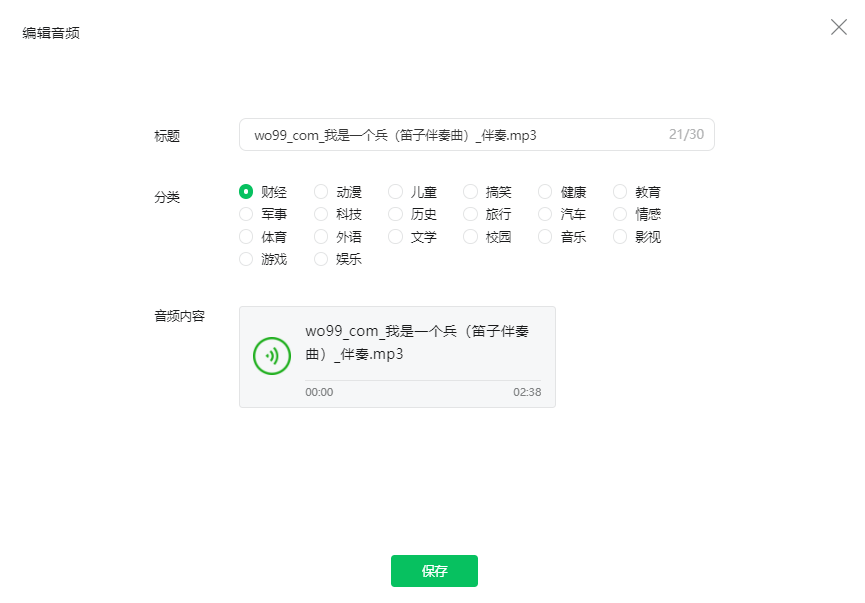 编辑音频
标题 wo99_com_我是一个兵（笛子伴奏曲）_伴奏.mp3 21/30
分类 财经 动漫 儿童 搞笑 健康 教育
军事 科技 历史 旅行 汽车 情感
体育 外语 文学 校园 音乐 影视
游戏 娱乐
音频内容
wo99_com_我是一个兵（笛子伴奏
曲）_伴奏.mp3
00:00 02:38
保存